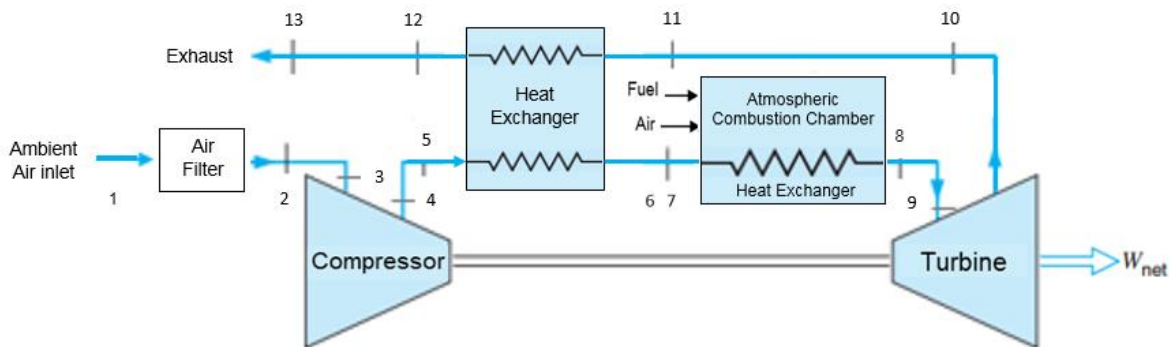 13
12
11
10
Exhaust
Heat
Exchanger
Fuel
Air
Atmospheric
Combustion Chamber
Heat Exchanger
8
Ambient
Air inlet
1
Air
Filter
2
3
4
5
6 7
9
Compressor
Turbine
Wnet